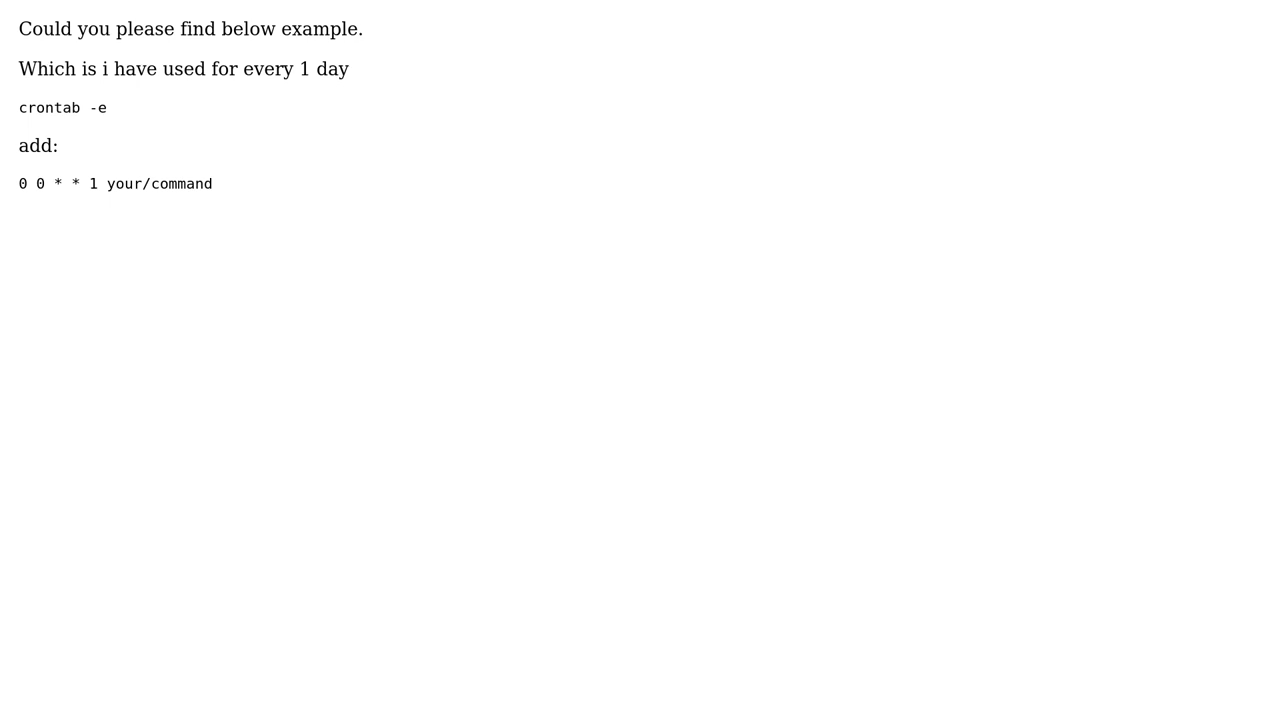 Could you please find below example.
Which is i have used for every 1 day
crontab -e
add:
0 0 * * 1 your/command